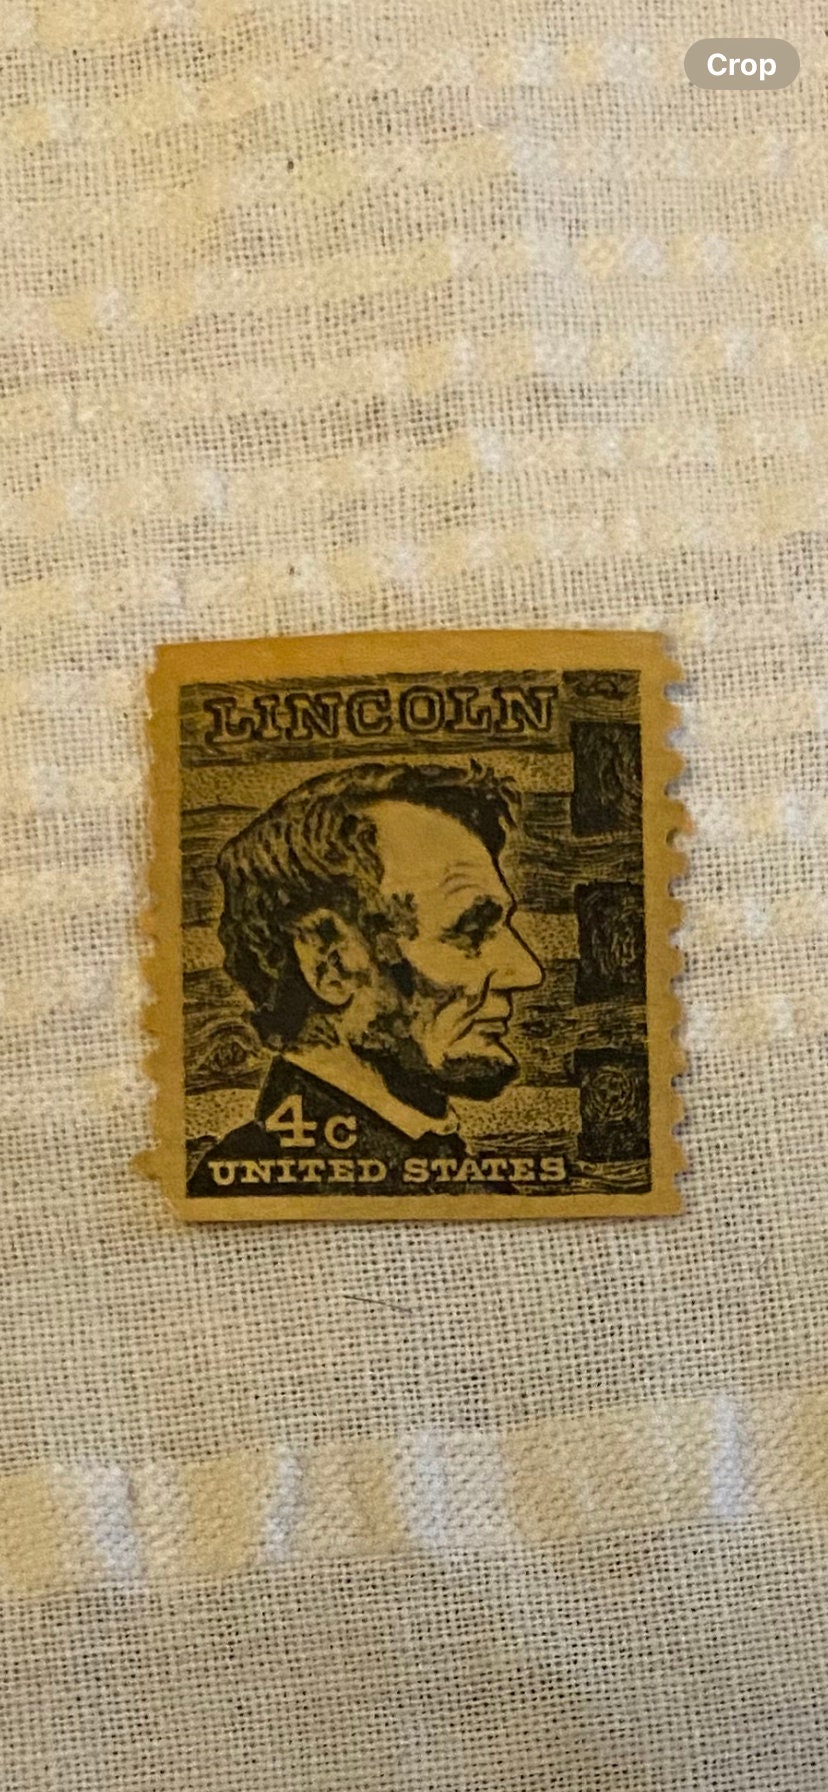 Crop
LINCOLN
4c
UNITED STATES